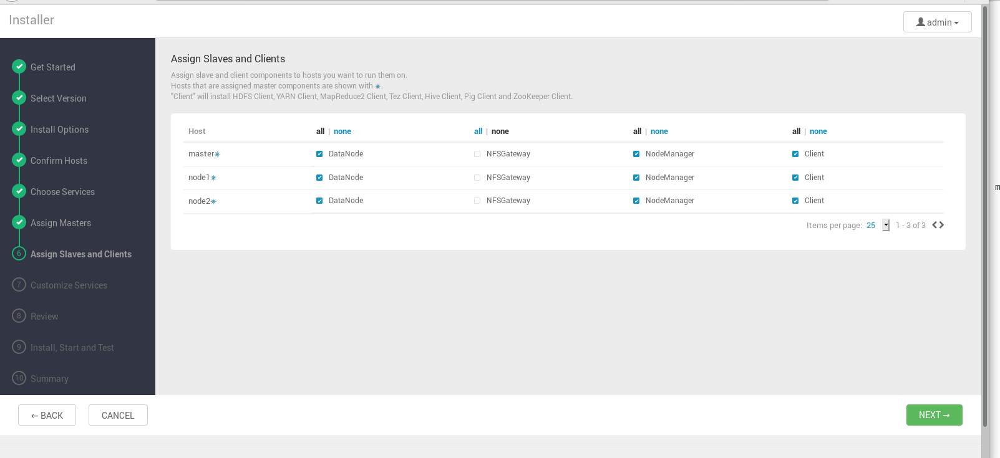 Installer
admin
Get Started
Select Version
Install Options
Confirm Hosts
Choose Services
Assign Masters
6 Assign Slaves and Clients
7 Customize Services
8 Review
9 Install, Start and Test
10 Summary
Assign Slaves and Clients
Assign slave and client components to hosts you want to run them on.
Hosts that are assigned master components are shown with ✷.
"Client" will install HDFS Client, YARN Client, MapReduce2 Client, Tez Client, Hive Client, Pig Client and ZooKeeper Client.
Host all | none all | none all | none all | none
master✷ DataNode NFSGateway NodeManager Client
node1✷ DataNode NFSGateway NodeManager Client
node2✷ DataNode NFSGateway NodeManager Client
Items per page: 25 1 - 3 of 3
m
← BACK CANCEL NEXT →